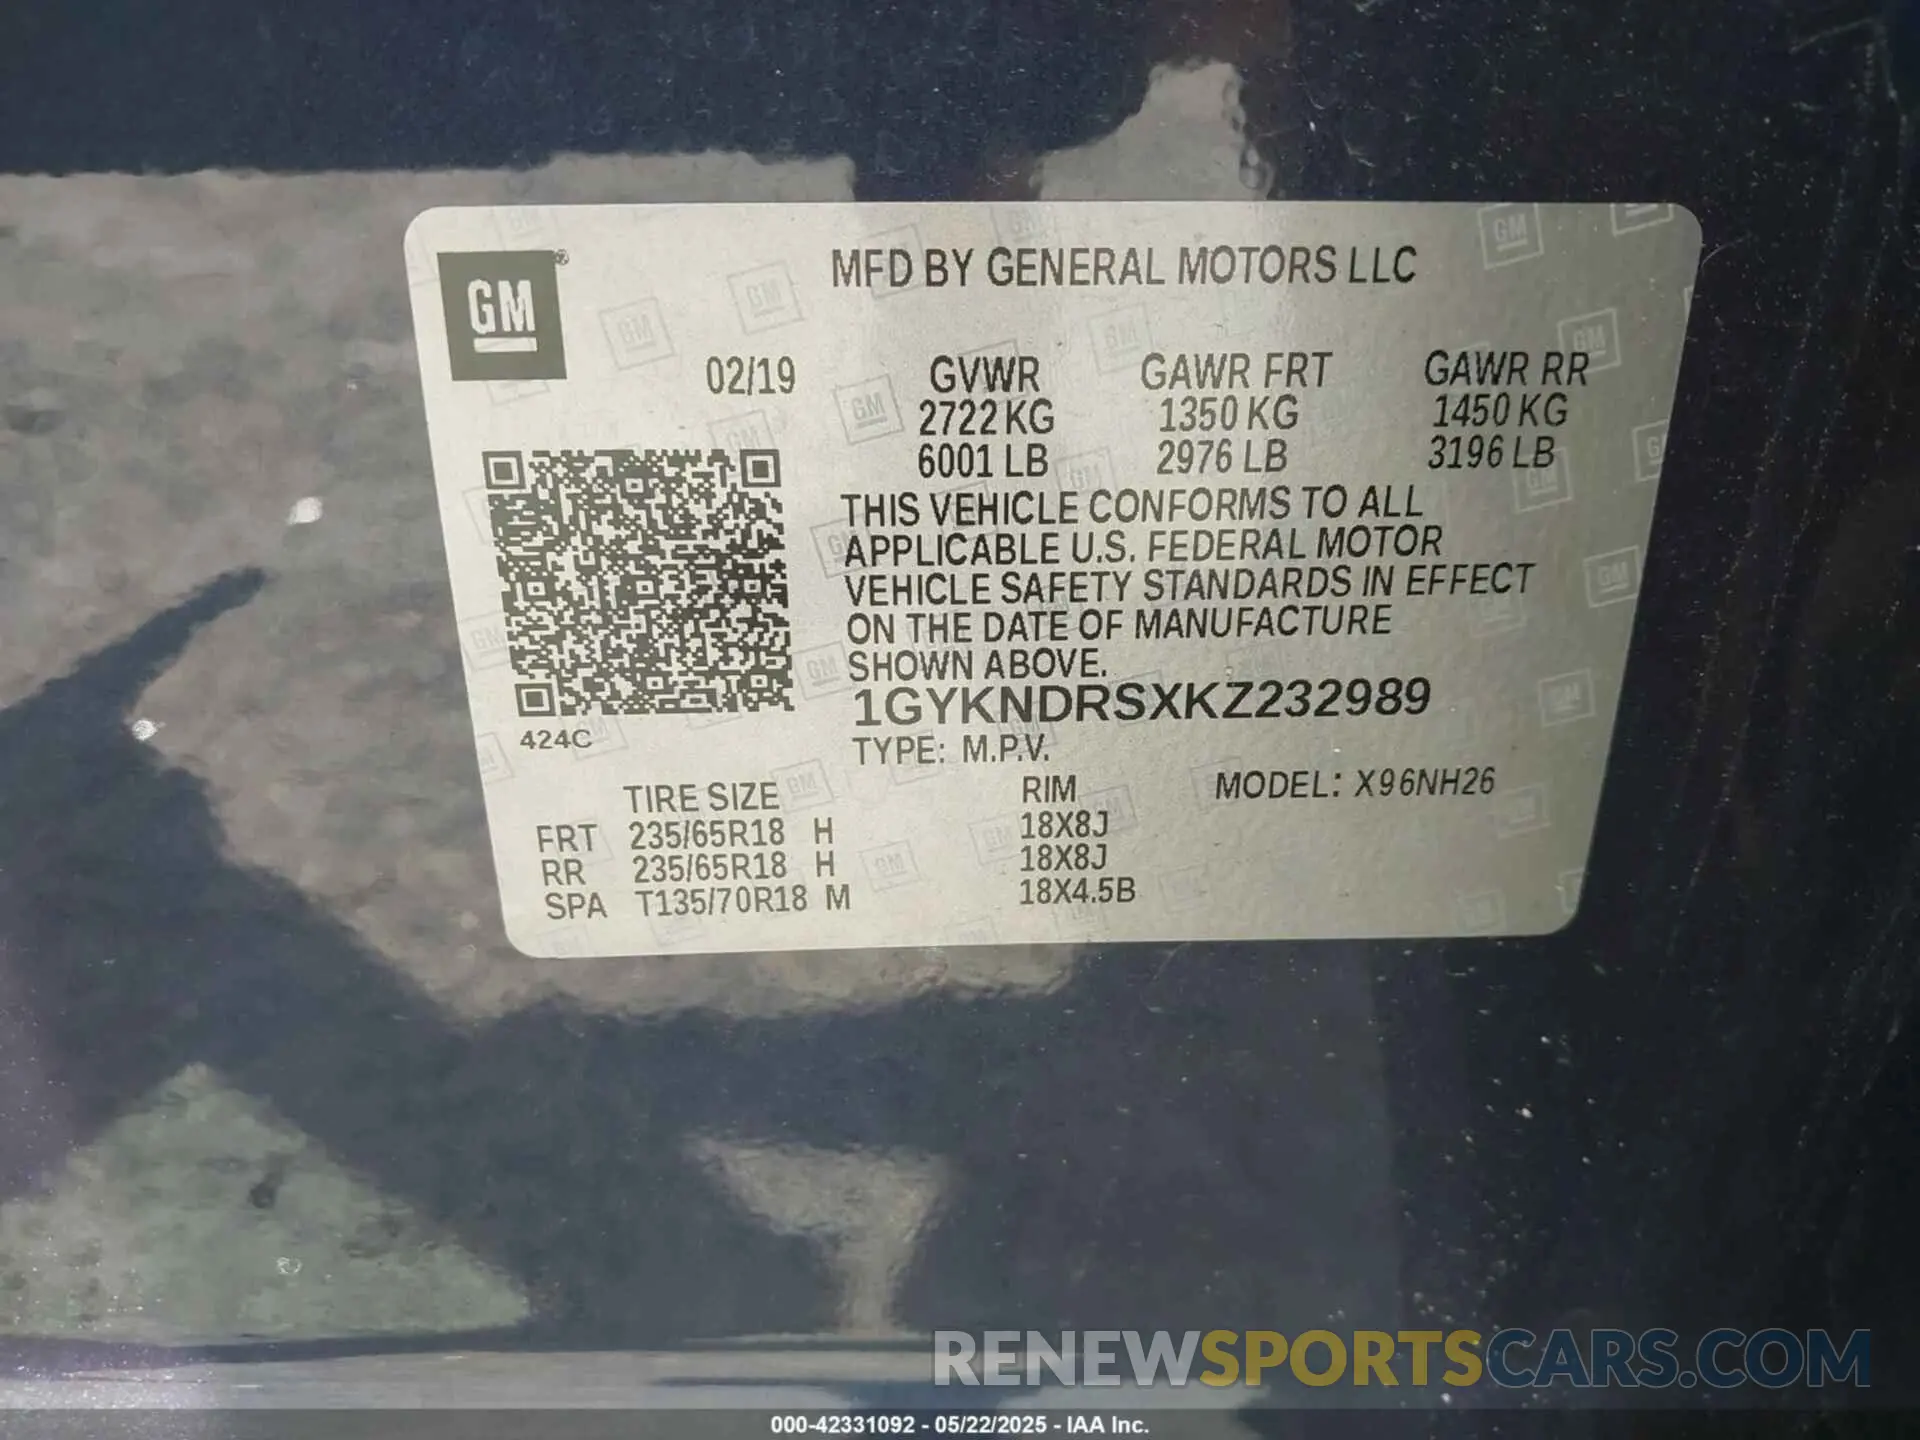 GM®
MFD BY GENERAL MOTORS LLC
02/19 GVWR GAWR FRT GAWR RR
2722 KG 1350 KG 1450 KG
6001 LB 2976 LB 3196 LB
THIS VEHICLE CONFORMS TO ALL
APPLICABLE U.S. FEDERAL MOTOR
VEHICLE SAFETY STANDARDS IN EFFECT
ON THE DATE OF MANUFACTURE
SHOWN ABOVE.
1GYKNDRSXKZ232989
424C
TYPE: M.P.V.
TIRE SIZE RIM MODEL: X96NH26
FRT 235/65R18 H 18X8J
RR 235/65R18 H 18X8J
SPA T135/70R18 M 18X4.5B
RENEWSPORTSCARS.COM
000-42331092 - 05/22/2025 - IAA Inc.